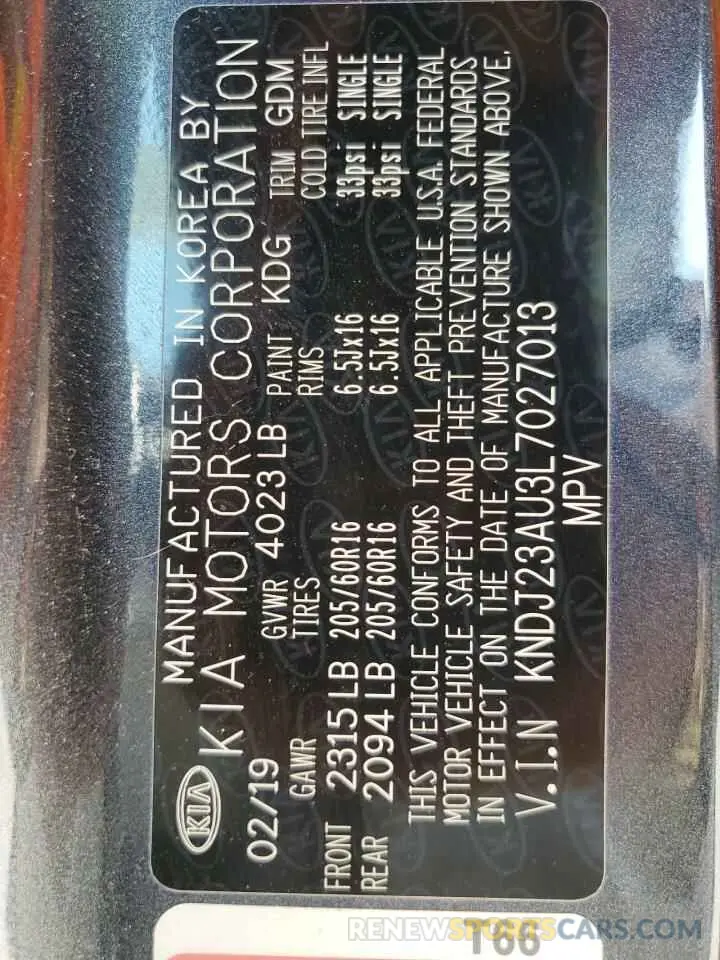 MANUFACTURED IN KOREA BY
KIA KIA MOTORS CORPORATION
02/19 GVWR 4023 LB PAINT KDG TRIM GDM
GAWR TIRES RIMS COLD TIRE INFL
FRONT 2315 LB 205/60R16 6.5Jx16 33psi SINGLE
REAR 2094 LB 205/60R16 6.5Jx16 33psi SINGLE
THIS VEHICLE CONFORMS TO ALL APPLICABLE U.S.A. FEDERAL
MOTOR VEHICLE SAFETY AND THEFT PREVENTION STANDARDS
IN EFFECT ON THE DATE OF MANUFACTURE SHOWN ABOVE.
V.I.N KNDJ23AU3L7027013
MPV
T66
RENEWSPORTSCARS.COM